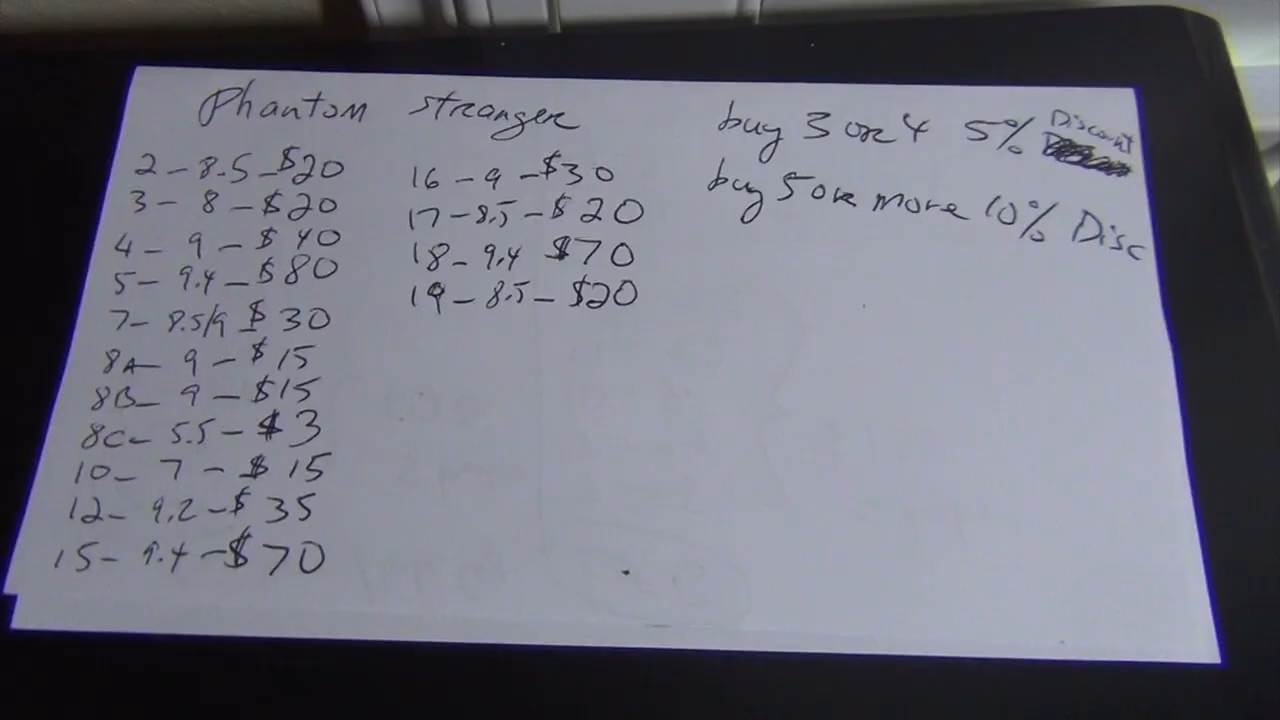 Phantom Stranger
2 - 8.5 - $20
3 - 8 - $20
4 - 9 - $40
5 - 9.4 - $80
7 - 8.5/9 $30
8A - 9 - $15
8B - 9 - $15
8C - 5.5 - $3
10 - 7 - $15
12 - 9.2 - $35
15 - 9.4 - $70
16 - 9 - $30
17 - 8.5 - $20
18 - 9.4 $70
19 - 8.5 - $20
buy 3 or 4 5% Discount
buy 5 or more 10% Disc